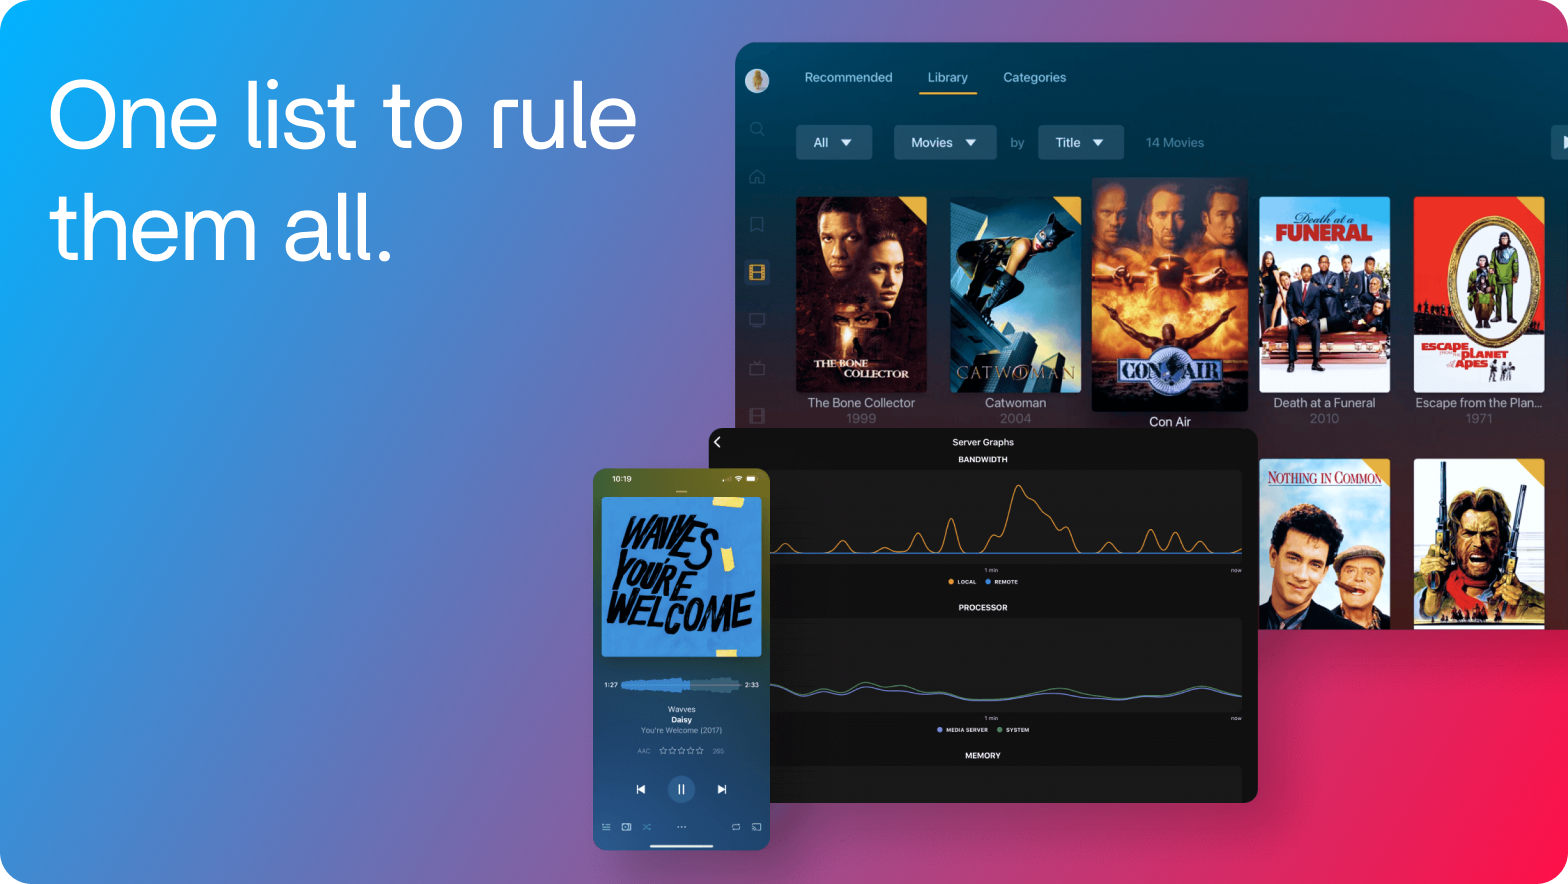 One list to rule
them all.
Recommended
Library
Categories
All
Movies
by
Title
14 Movies
THE BONE
COLLECTOR
CATWOMAN
CON AIR
Death at a
FUNERAL
ESCAPE
FROM THE PLANET
OF THE APES
The Bone Collector
1999
Catwoman
2004
Con Air
Death at a Funeral
2010
Escape from the Plan...
1971
NOTHING IN COMMON
Server Graphs
BANDWIDTH
1 min
now
LOCAL
REMOTE
PROCESSOR
1 min
now
MEDIA SERVER
SYSTEM
MEMORY
10:19
WAVVES
YOU'RE
WELCOME
1:27
2:33
Wavves
Daisy
You're Welcome (2017)
AAC
265